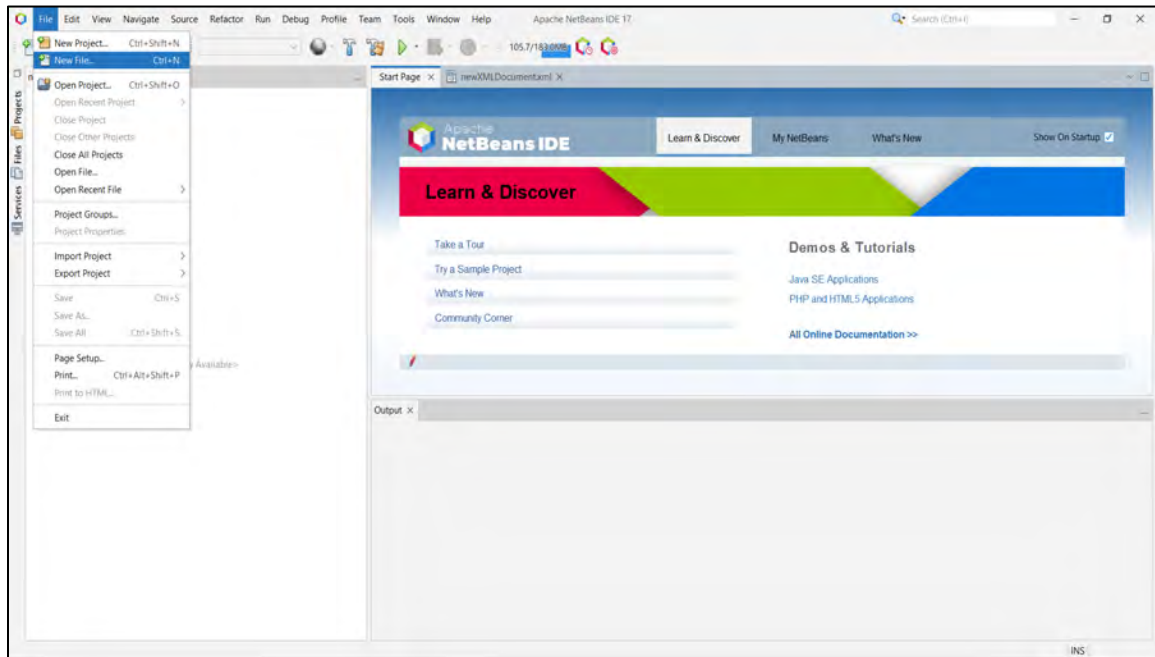 File Edit View Navigate Source Refactor Run Debug Profile Team Tools Window Help Apache NetBeans IDE 17 Search (Ctrl+I)
New Project... Ctrl+Shift+N
New File... Ctrl+N
Open Project... Ctrl+Shift+O
Open Recent Project
Close Project
Close Other Projects
Close All Projects
Open File...
Open Recent File
Project Groups...
Project Properties
Import Project
Export Project
Save Ctrl+S
Save As...
Save All Ctrl+Shift+S
Page Setup...
Print... Ctrl+Alt+Shift+P
Print to HTML...
Exit
Projects
Files
Services
Start Page newXMLDocument.xml
Apache
NetBeans IDE
Learn & Discover My NetBeans What's New Show On Startup
Learn & Discover
Take a Tour
Try a Sample Project
What's New
Community Corner
Demos & Tutorials
Java SE Applications
PHP and HTML5 Applications
All Online Documentation >>
Available>
Output
INS